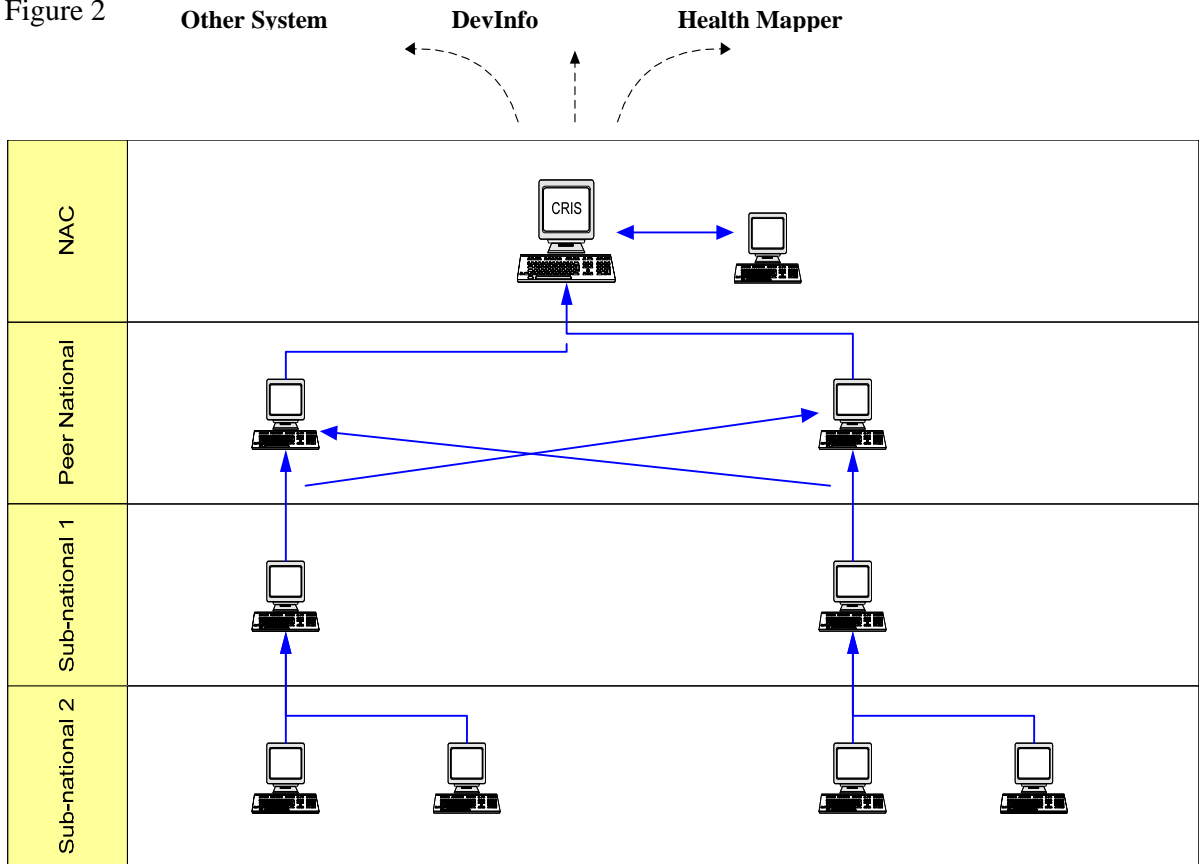 Figure 2
Other System
DevInfo
Health Mapper
NAC
CRIS
Peer National
Sub-national 1
Sub-national 2